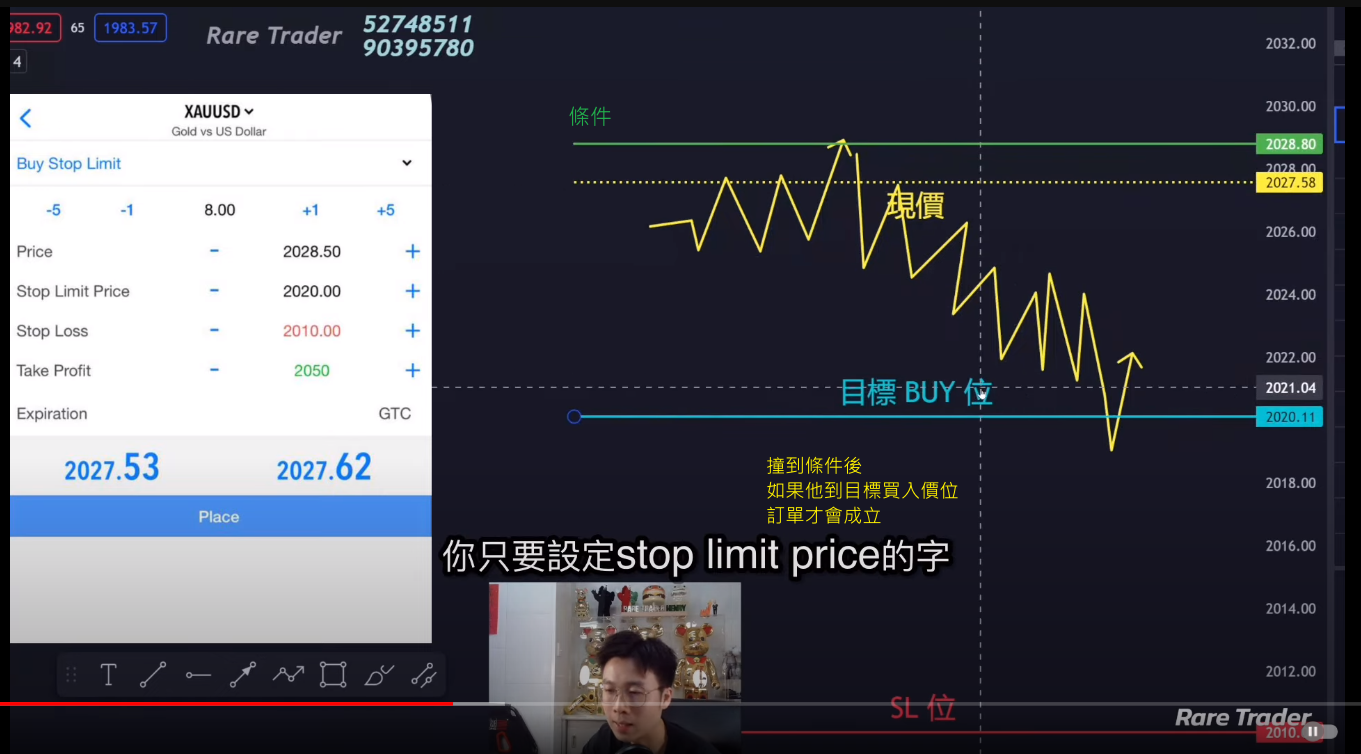 982.92 65 1983.57
Rare Trader
52748511
90395780
4
XAUUSD
Gold vs US Dollar
Buy Stop Limit
-5 -1 8.00 +1 +5
Price - 2028.50 +
Stop Limit Price - 2020.00 +
Stop Loss - 2010.00 +
Take Profit - 2050 +
Expiration GTC
2027.53 2027.62
Place
條件
現價
目標 BUY 位
撞到條件後
如果他到目標買入價位
訂單才會成立
你只要設定stop limit price的字
SL 位
2032.00
2030.00
2028.80
2028.00
2027.58
2026.00
2024.00
2022.00
2021.04
2020.11
2018.00
2016.00
2014.00
2012.00
2010.
T
Rare Trader